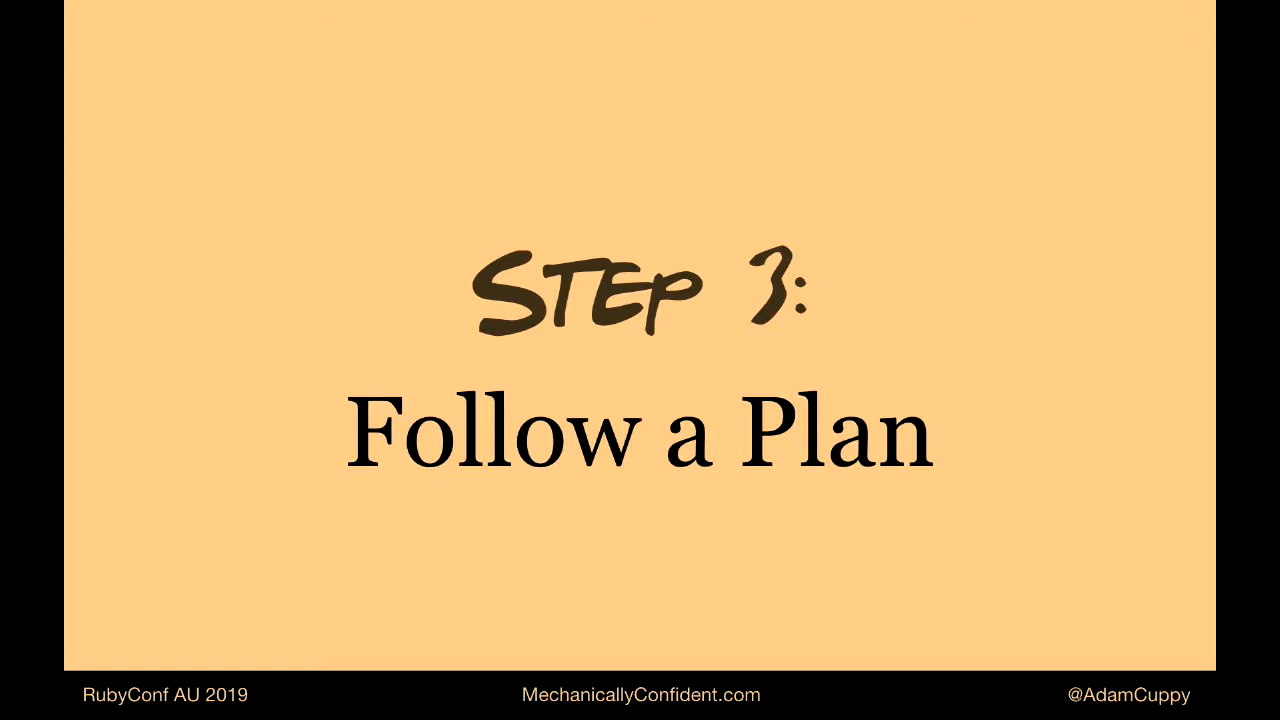 STEP 3:
Follow a Plan
RubyConf AU 2019
MechanicallyConfident.com
@AdamCuppy